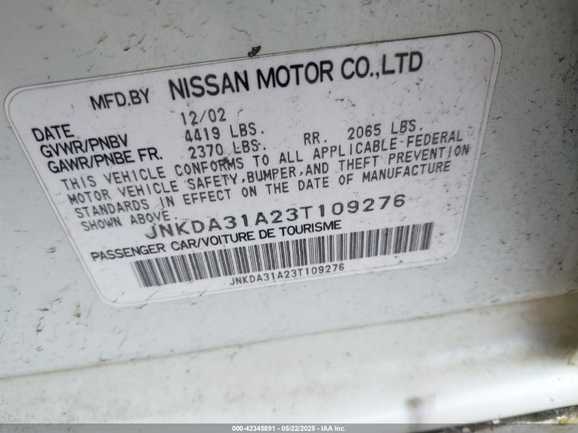 MFD.BY NISSAN MOTOR CO.,LTD
DATE 12/02
GVWR/PNBV 4419 LBS.
GAWR/PNBE FR. 2370 LBS. RR. 2065 LBS.
THIS VEHICLE CONFORMS TO ALL APPLICABLE FEDERAL
MOTOR VEHICLE SAFETY, BUMPER, AND THEFT PREVENTION
STANDARDS IN EFFECT ON THE DATE OF MANUFACTURE
SHOWN ABOVE.
JNKDA31A23T109276
PASSENGER CAR/VOITURE DE TOURISME
JNKDA31A23T109276
000-42345891 - 05/22/2025 - IAA Inc.